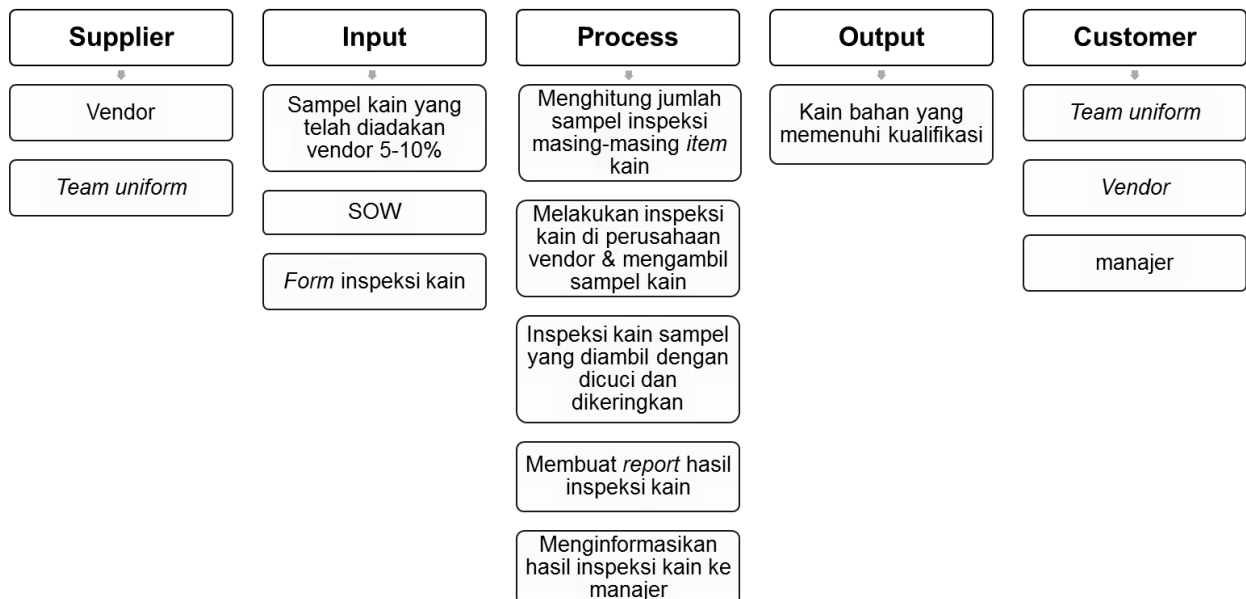 Supplier
Vendor
Team uniform
Input
Sampel kain yang
telah diadakan
vendor 5-10%
SOW
Form inspeksi kain
Process
Menghitung jumlah
sampel inspeksi
masing-masing item
kain
Melakukan inspeksi
kain di perusahaan
vendor & mengambil
sampel kain
Inspeksi kain sampel
yang diambil dengan
dicuci dan
dikeringkan
Membuat report hasil
inspeksi kain
Menginformasikan
hasil inspeksi kain ke
manajer
Output
Kain bahan yang
memenuhi kualifikasi
Customer
Team uniform
Vendor
manajer